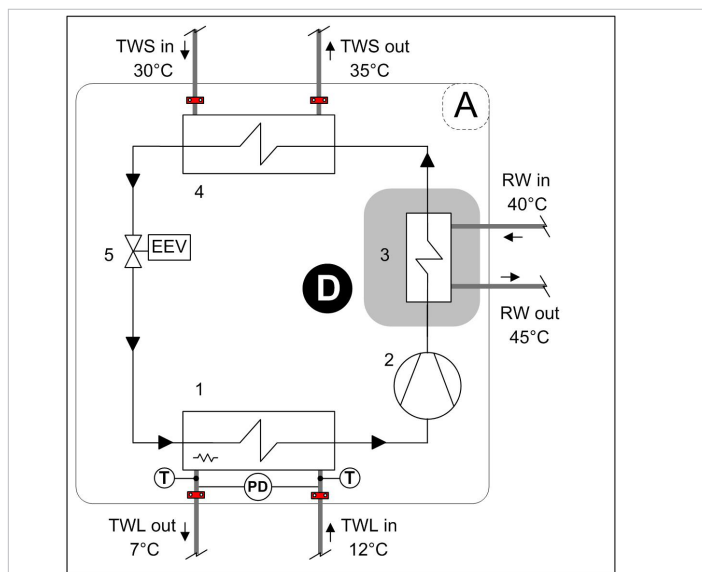 TWS in
30°C
TWS out
35°C
A
4
RW in
40°C
3
5
EEV
D
RW out
45°C
2
1
T
PD
T
TWL out
7°C
TWL in
12°C